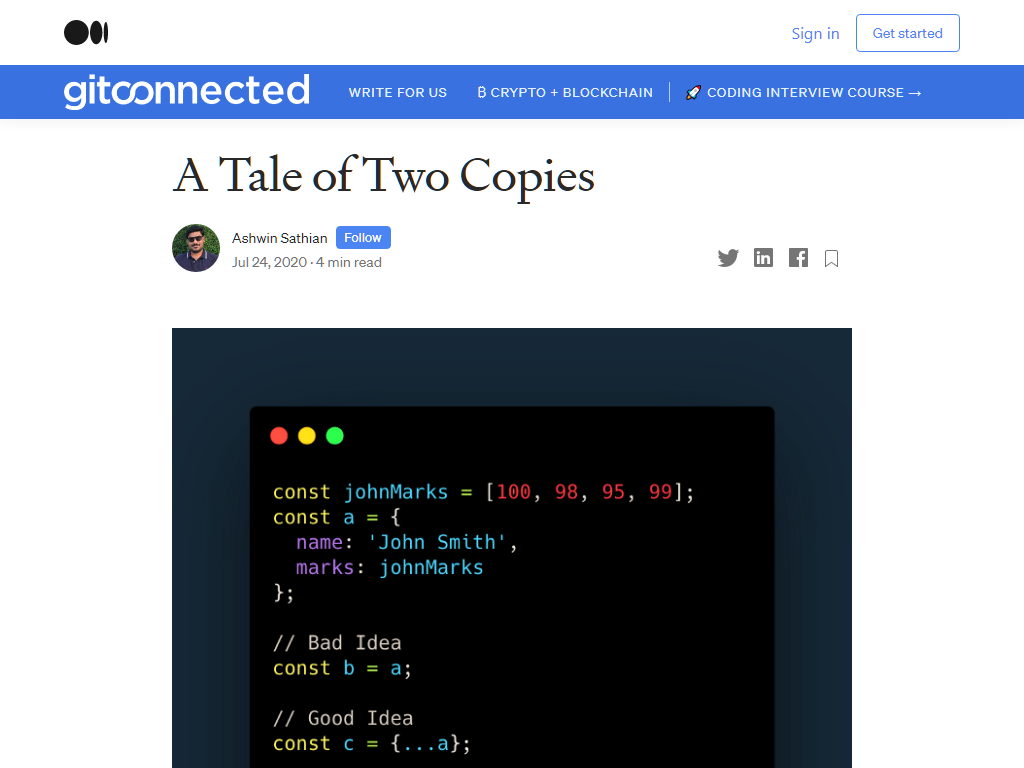 Sign in
Get started
gitconnected
WRITE FOR US
₿ CRYPTO + BLOCKCHAIN
🚀 CODING INTERVIEW COURSE →
A Tale of Two Copies
Ashwin Sathian
Follow
Jul 24, 2020 · 4 min read
const johnMarks = [100, 98, 95, 99];
const a = {
  name: 'John Smith',
  marks: johnMarks
};
// Bad Idea
const b = a;
// Good Idea
const c = {...a};